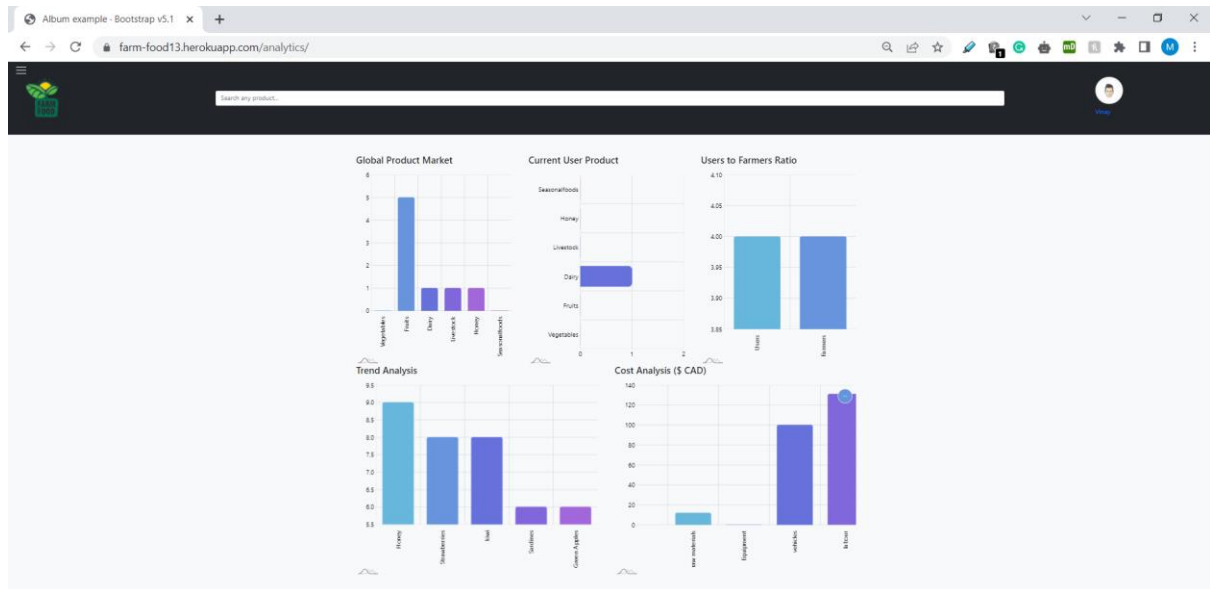 Album example · Bootstrap v5.1
farm-food13.herokuapp.com/analytics/
FARM
FOOD
Search any product..
Vinay
Global Product Market
6
5
4
3
2
1
0
Vegetables
Fruits
Dairy
Livestock
Honey
Seasonalfoods
Current User Product
Seasonalfoods
Honey
Livestock
Dairy
Fruits
Vegetables
0 1 2
Users to Farmers Ratio
4.10
4.05
4.00
3.95
3.90
3.85
Users
Farmers
Trend Analysis
9.5
9.0
8.5
8.0
7.5
7.0
6.5
6.0
5.5
Honey
Strawberries
kiwi
Sardines
Green Apples
Cost Analysis ($ CAD)
140
120
100
80
60
40
20
0
raw materials
Equipment
vehicles
labour